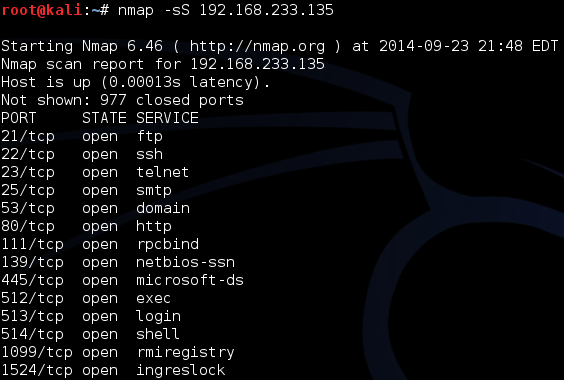 root@kali:~# nmap -sS 192.168.233.135

Starting Nmap 6.46 ( http://nmap.org ) at 2014-09-23 21:48 EDT
Nmap scan report for 192.168.233.135
Host is up (0.00013s latency).
Not shown: 977 closed ports
PORT     STATE SERVICE
21/tcp   open  ftp
22/tcp   open  ssh
23/tcp   open  telnet
25/tcp   open  smtp
53/tcp   open  domain
80/tcp   open  http
111/tcp  open  rpcbind
139/tcp  open  netbios-ssn
445/tcp  open  microsoft-ds
512/tcp  open  exec
513/tcp  open  login
514/tcp  open  shell
1099/tcp open  rmiregistry
1524/tcp open  ingreslock